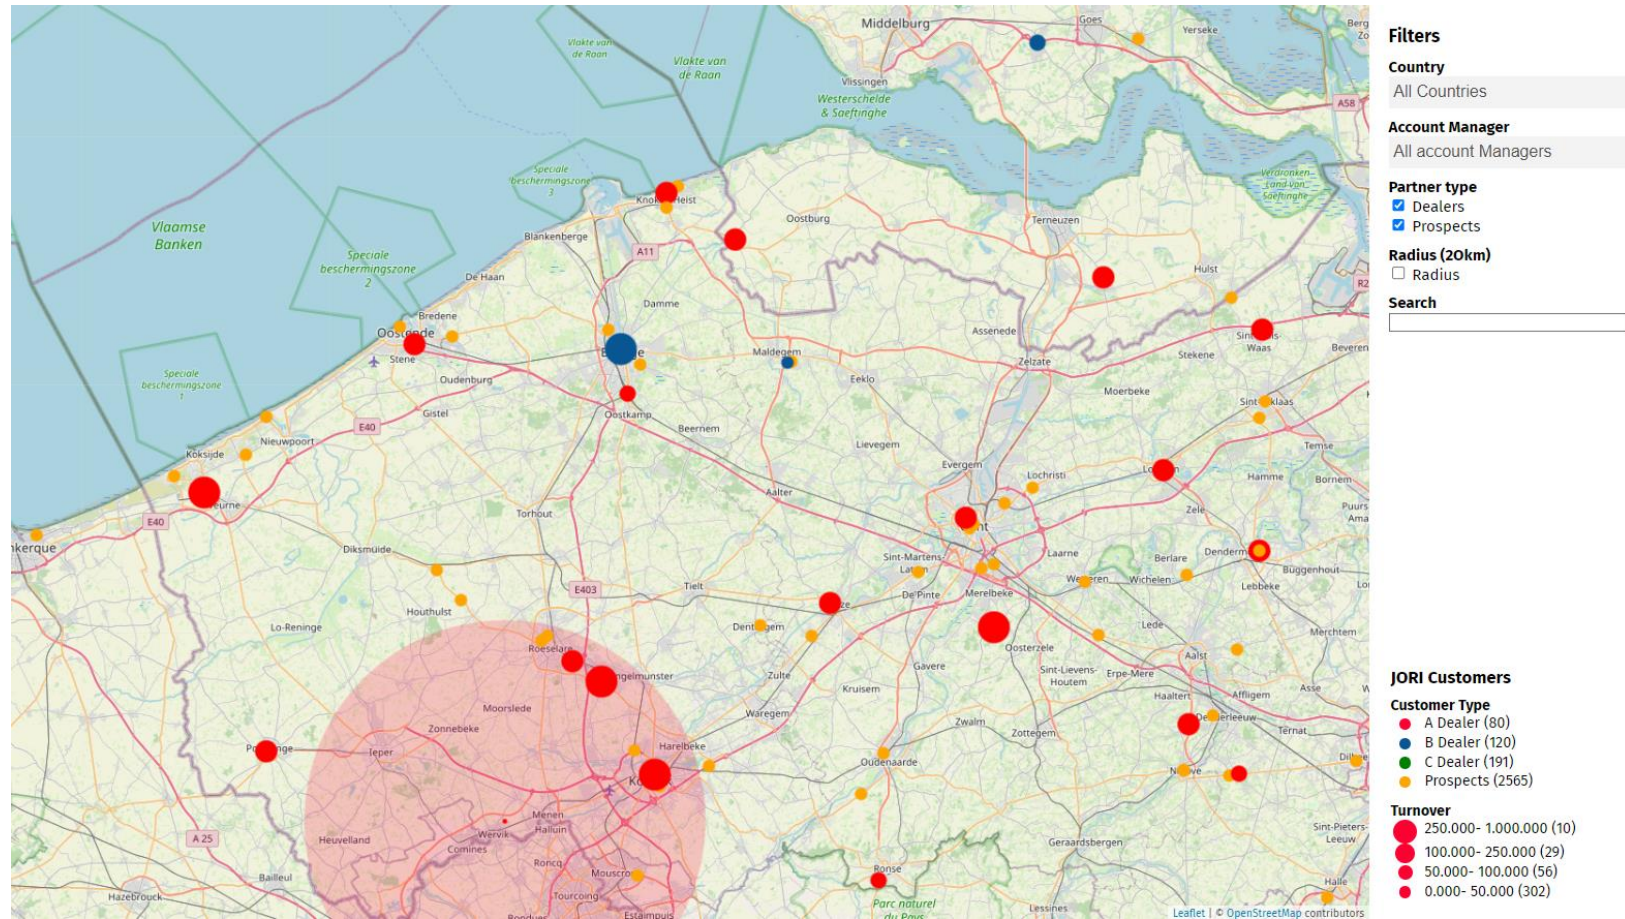 Middelburg
Goes
Yerseke
Vlakte van
de Raan
Vlakte van
de Raan
Vlissingen
Westerschelde
& Saeftinghe
A58
Speciale
beschermingszone
3
Verdronken
Land van
Saeftinghe
Vlaamse
Banken
Oostburg
Terneuzen
Blankenberge
A11
Speciale
beschermingszone
2
De Haan
Hulst
R2
Damme
Bredene
Oostende
Stene
Assenede
Maldegem
Zelzate
Stekene
Waas
Beveren
Speciale
beschermingszone
1
Oudenburg
Eeklo
Moerbeke
Gistel
Oostkamp
E40
Beernem
Nieuwpoort
Koksijde
Lievegem
Temse
Evergem
Lochristi
Hamme
Bornem
Aalter
Zele
Puurs
E40
Torhout
Diksmuide
Sint-Martens-
Laarne
Berlare
Buggenhout
Lebbeke
E403
Tielt
De Pinte
Merelbeke
Wichelen
Houthulst
Lo-Reninge
Lede
Merchtem
Roeselare
Oosterzele
Aalst
Gavere
Sint-Lievens-
Houtem
Erpe-Mere
Zulte
Kruisem
Haaltert
Affligem
Asse
Moorslede
Waregem
Zwalm
Zottegem
Ternat
Zonnebeke
Ieper
Harelbeke
Oudenaarde
Menen
Halluin
Wervik
Heuvelland
A 25
Comines
Geraardsbergen
Sint-Pieters-
Leeuw
Roncq
Ronse
Bailleul
Tourcoing
Halle
Hazebrouck
Bondues
Estaimpuis
Parc naturel
du Pays
Lessines
Leaflet | © OpenStreetMap contributors
Filters
Country
All Countries
Account Manager
All account Managers
Partner type
Dealers
Prospects
Radius (20km)
Radius
Search
JORI Customers
Customer Type
A Dealer (80)
B Dealer (120)
C Dealer (191)
Prospects (2565)
Turnover
250.000- 1.000.000 (10)
100.000- 250.000 (29)
50.000- 100.000 (56)
0.000- 50.000 (302)